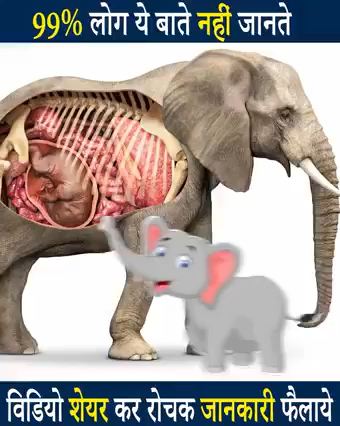 99% लोग ये बाते नहीं जानते
विडियो शेयर कर रोचक जानकारी फैलाये